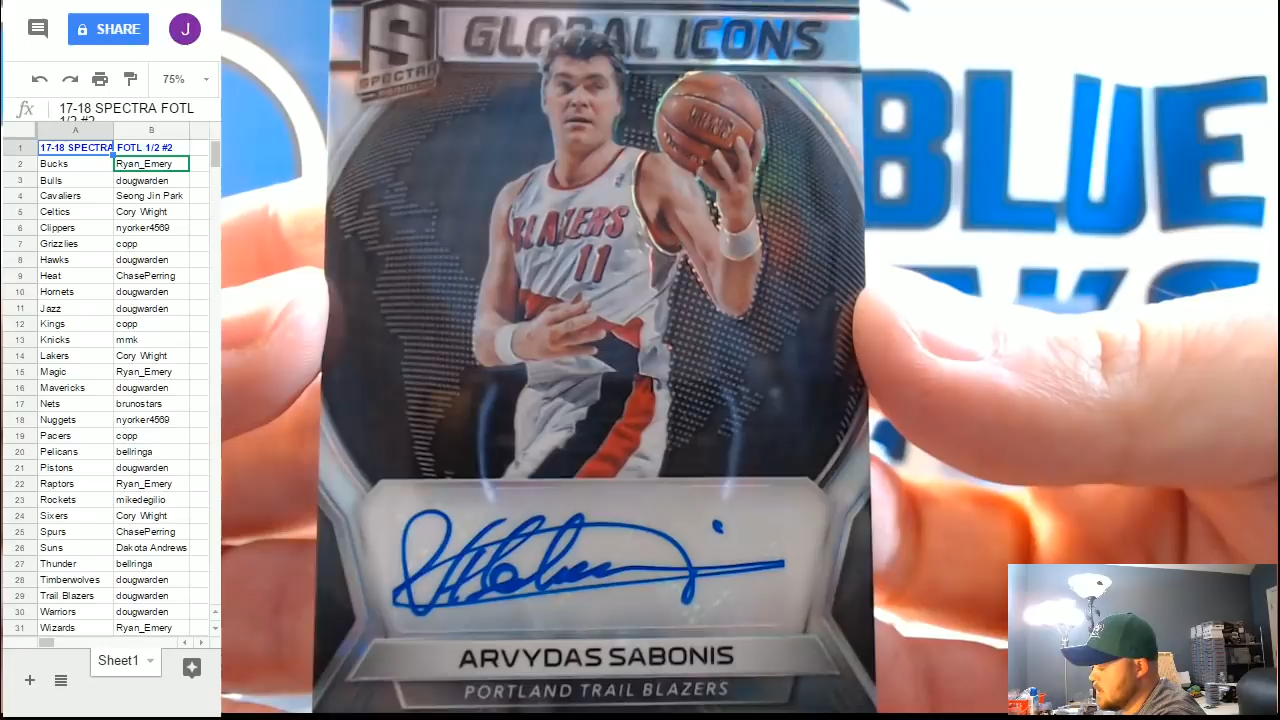 SHARE
J
75%
fx
17-18 SPECTRA FOTL
1/2 #2
A B
1 17-18 SPECTRA FOTL 1/2 #2
2 Bucks Ryan_Emery
3 Bulls dougwarden
4 Cavaliers Seong Jin Park
5 Celtics Cory Wright
6 Clippers nyorker4569
7 Grizzlies copp
8 Hawks dougwarden
9 Heat ChasePerring
10 Hornets dougwarden
11 Jazz dougwarden
12 Kings copp
13 Knicks mmk
14 Lakers Cory Wright
15 Magic Ryan_Emery
16 Mavericks dougwarden
17 Nets brunostars
18 Nuggets nyorker4569
19 Pacers copp
20 Pelicans bellringa
21 Pistons dougwarden
22 Raptors Ryan_Emery
23 Rockets mikedegilio
24 Sixers Cory Wright
25 Spurs ChasePerring
26 Suns Dakota Andrews
27 Thunder bellringa
28 Timberwolves dougwarden
29 Trail Blazers dougwarden
30 Warriors dougwarden
31 Wizards Ryan_Emery
Sheet1
S
SPECTRA
GLOBAL ICONS
BLAZERS
11
ARVYDAS SABONIS
PORTLAND TRAIL BLAZERS
BLUE